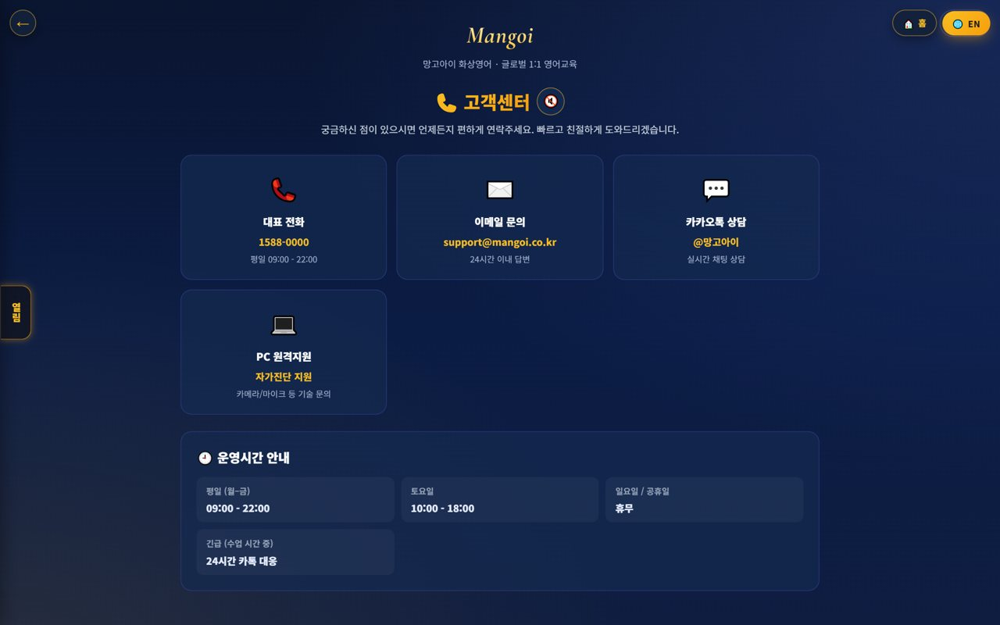 ←
홈
EN
Mangoi
망고아이 화상영어 · 글로벌 1:1 영어교육
고객센터
궁금하신 점이 있으시면 언제든지 편하게 연락주세요. 빠르고 친절하게 도와드리겠습니다.
대표 전화
1588-0000
평일 09:00 - 22:00
이메일 문의
support@mangoi.co.kr
24시간 이내 답변
카카오톡 상담
@망고아이
실시간 채팅 상담
열림
PC 원격지원
자가진단 지원
카메라/마이크 등 기술 문의
운영시간 안내
평일 (월~금)
09:00 - 22:00
토요일
10:00 - 18:00
일요일 / 공휴일
휴무
긴급 (수업 시간 중)
24시간 카톡 대응